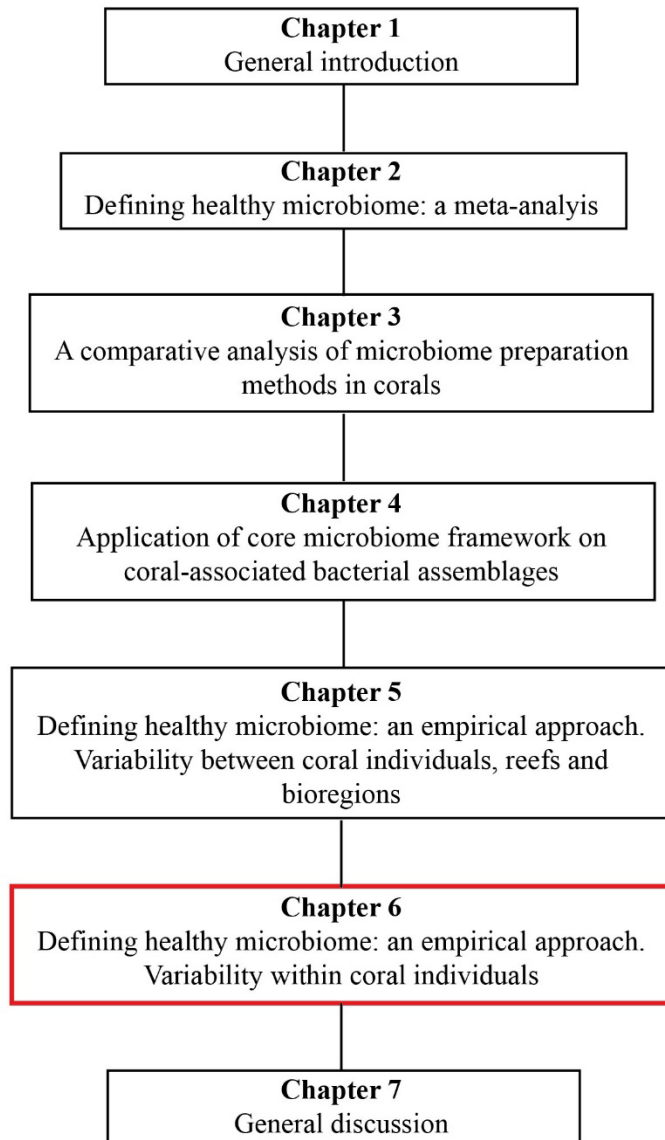 Chapter 1
General introduction
Chapter 2
Defining healthy microbiome: a meta-analyis
Chapter 3
A comparative analysis of microbiome preparation
methods in corals
Chapter 4
Application of core microbiome framework on
coral-associated bacterial assemblages
Chapter 5
Defining healthy microbiome: an empirical approach.
Variability between coral individuals, reefs and
bioregions
Chapter 6
Defining healthy microbiome: an empirical approach.
Variability within coral individuals
Chapter 7
General discussion